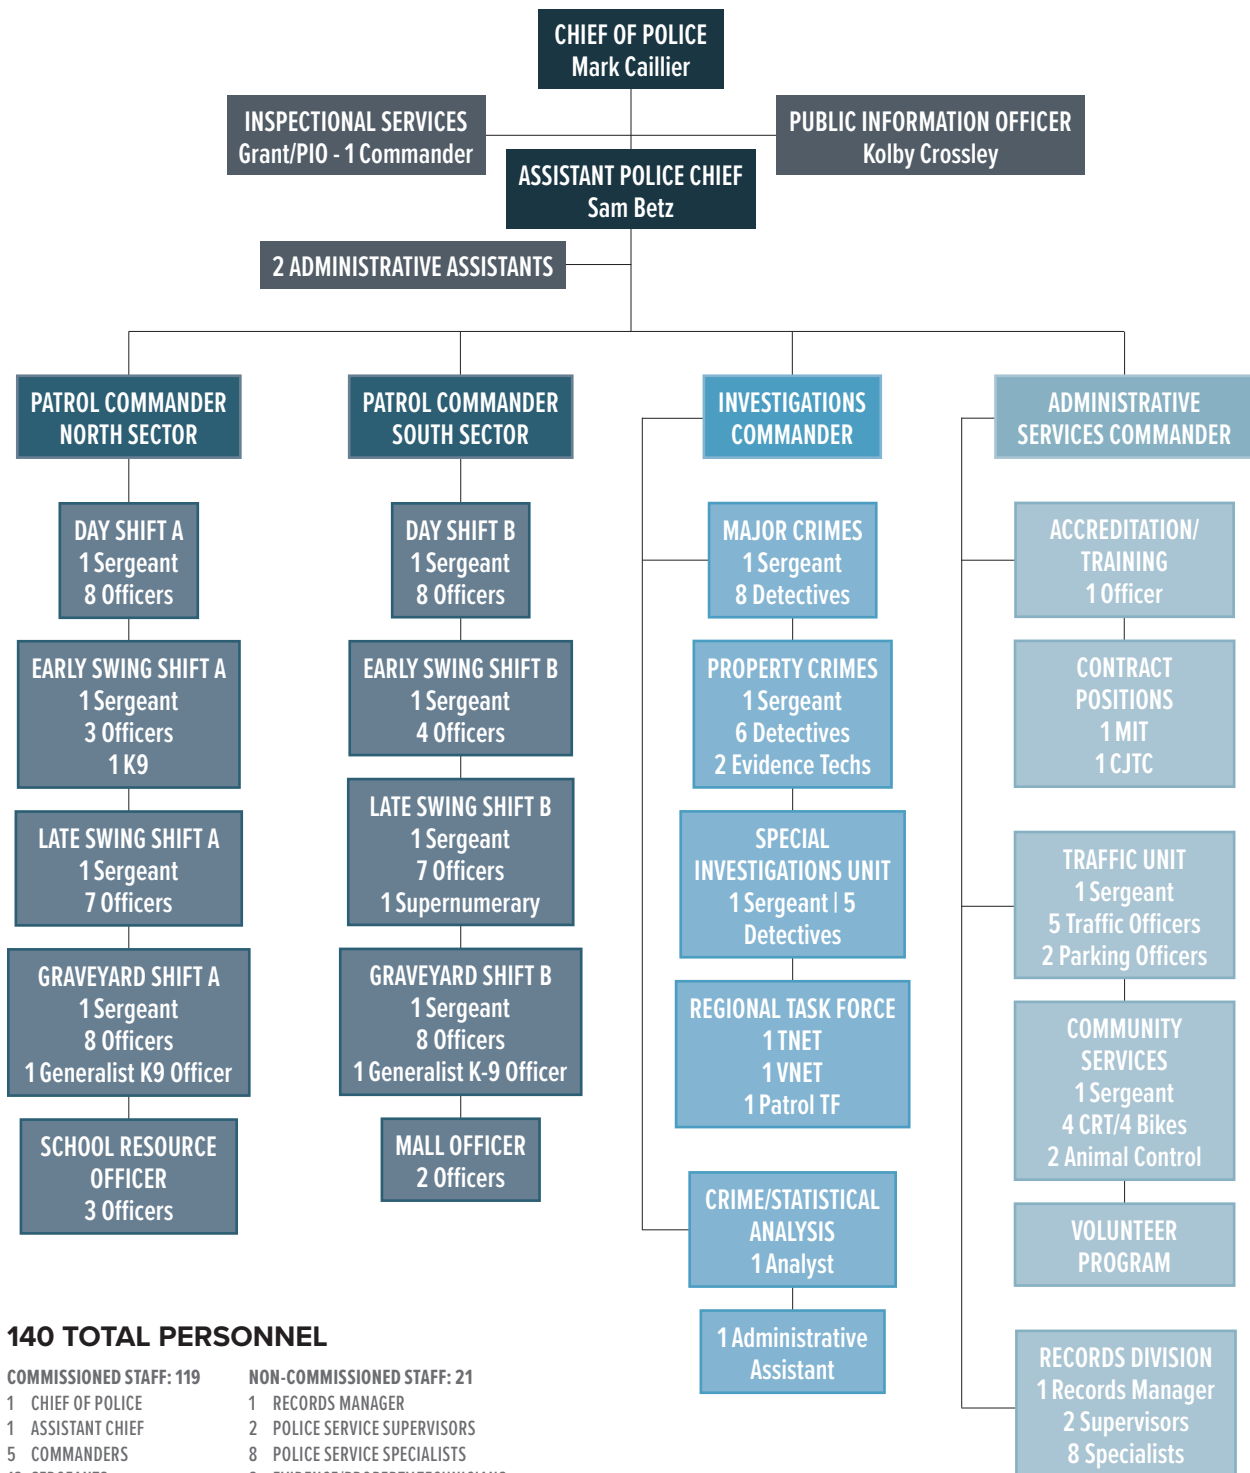 CHIEF OF POLICE
Mark Caillier
INSPECTIONAL SERVICES
Grant/PIO - 1 Commander
PUBLIC INFORMATION OFFICER
Kolby Crossley
ASSISTANT POLICE CHIEF
Sam Betz
2 ADMINISTRATIVE ASSISTANTS
PATROL COMMANDER
NORTH SECTOR
DAY SHIFT A
1 Sergeant
8 Officers
EARLY SWING SHIFT A
1 Sergeant
3 Officers
1 K9
LATE SWING SHIFT A
1 Sergeant
7 Officers
GRAVEYARD SHIFT A
1 Sergeant
8 Officers
1 Generalist K9 Officer
SCHOOL RESOURCE
OFFICER
3 Officers
PATROL COMMANDER
SOUTH SECTOR
DAY SHIFT B
1 Sergeant
8 Officers
EARLY SWING SHIFT B
1 Sergeant
4 Officers
LATE SWING SHIFT B
1 Sergeant
7 Officers
1 Supernumerary
GRAVEYARD SHIFT B
1 Sergeant
8 Officers
1 Generalist K-9 Officer
MALL OFFICER
2 Officers
INVESTIGATIONS
COMMANDER
MAJOR CRIMES
1 Sergeant
8 Detectives
PROPERTY CRIMES
1 Sergeant
6 Detectives
2 Evidence Techs
SPECIAL
INVESTIGATIONS UNIT
1 Sergeant | 5
Detectives
REGIONAL TASK FORCE
1 TNET
1 VNET
1 Patrol TF
CRIME/STATISTICAL
ANALYSIS
1 Analyst
1 Administrative
Assistant
ADMINISTRATIVE
SERVICES COMMANDER
ACCREDITATION/
TRAINING
1 Officer
CONTRACT
POSITIONS
1 MIT
1 CJTC
TRAFFIC UNIT
1 Sergeant
5 Traffic Officers
2 Parking Officers
COMMUNITY
SERVICES
1 Sergeant
4 CRT/4 Bikes
2 Animal Control
VOLUNTEER
PROGRAM
RECORDS DIVISION
1 Records Manager
2 Supervisors
8 Specialists
140 TOTAL PERSONNEL
COMMISSIONED STAFF: 119
1 CHIEF OF POLICE
1 ASSISTANT CHIEF
5 COMMANDERS
NON-COMMISSIONED STAFF: 21
1 RECORDS MANAGER
2 POLICE SERVICE SUPERVISORS
8 POLICE SERVICE SPECIALISTS